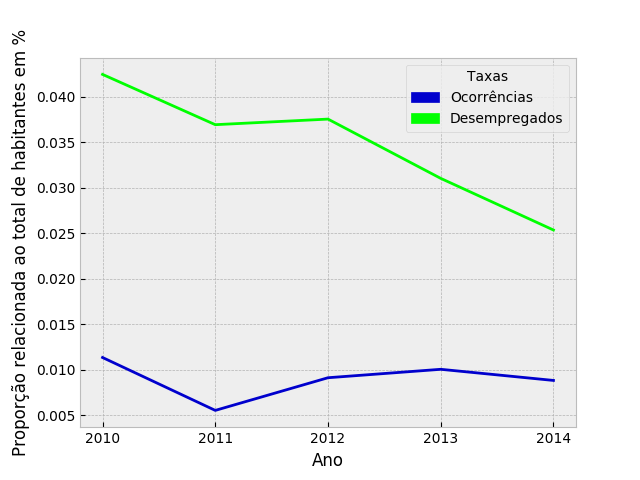 Proporção relacionada ao total de habitantes em %
0.040
0.035
0.030
0.025
0.020
0.015
0.010
0.005
Taxas
Ocorrências
Desempregados
2010 2011 2012 2013 2014
Ano